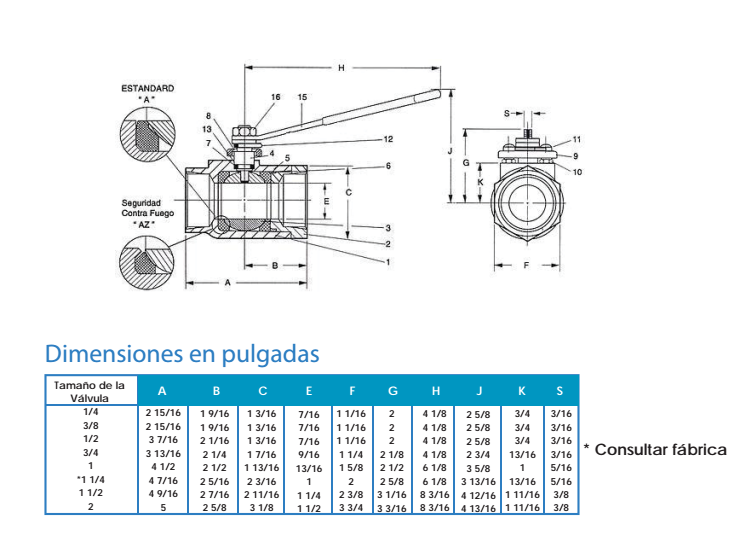 H
ESTANDARD
"A"
8
16
15
13
7
12
4
5
6
J
S
11
G
9
K
10
C
E
Seguridad
Contra Fuego
"AZ"
3
2
B
1
A
F
Dimensiones en pulgadas
Tamaño de la Válvula A B C E F G H J K S
1/4 2 15/16 1 9/16 1 3/16 7/16 1 1/16 2 4 1/8 2 5/8 3/4 3/16
3/8 2 15/16 1 9/16 1 3/16 7/16 1 1/16 2 4 1/8 2 5/8 3/4 3/16
1/2 3 7/16 2 1/16 1 3/16 7/16 1 1/16 2 4 1/8 2 5/8 3/4 3/16
3/4 3 13/16 2 1/4 1 7/16 9/16 1 1/4 2 1/8 4 1/8 2 3/4 13/16 3/16
1 4 1/2 2 1/2 1 13/16 13/16 1 5/8 2 1/2 6 1/8 3 5/8 1 5/16
*1 1/4 4 7/16 2 5/16 2 3/16 1 2 2 5/8 6 1/8 3 13/16 13/16 5/16
1 1/2 4 9/16 2 7/16 2 11/16 1 1/4 2 3/8 3 1/16 8 3/16 4 12/16 1 11/16 3/8
2 5 2 5/8 3 1/8 1 1/2 3 3/4 3 3/16 8 3/16 4 13/16 1 11/16 3/8
* Consultar fábrica